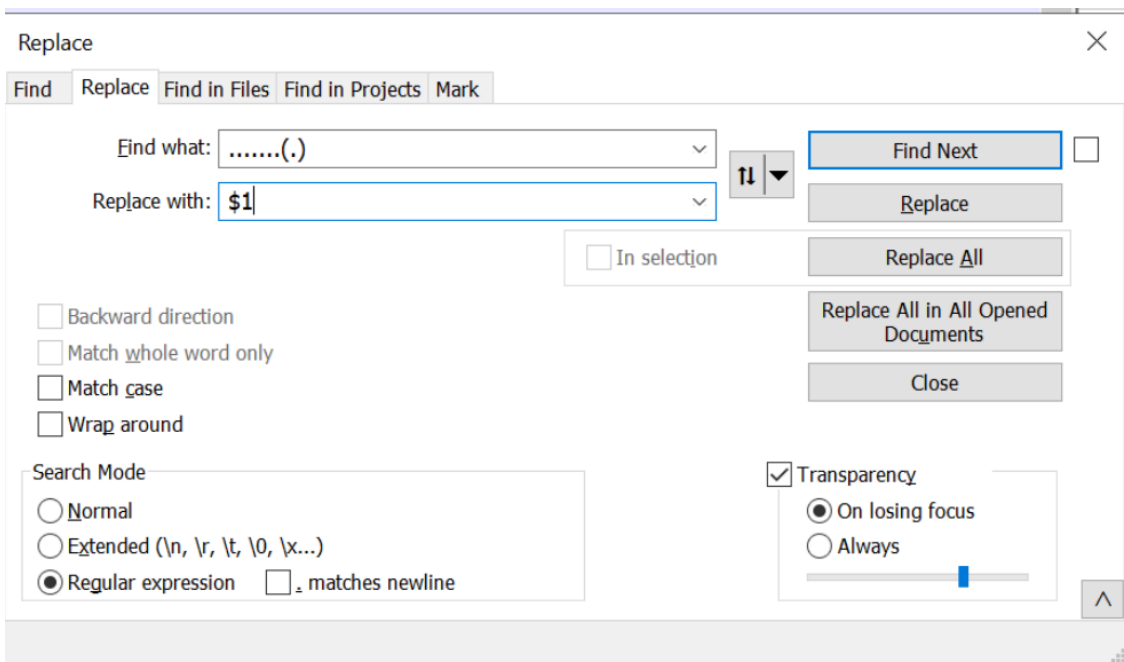 Replace
Find Replace Find in Files Find in Projects Mark
Find what: .......(.) Find Next
Replace with: $1 Replace
In selection Replace All
Backward direction Replace All in All Opened Documents
Match whole word only
Match case Close
Wrap around
Search Mode Transparency
Normal On losing focus
Extended (\n, \r, \t, \0, \x...) Always
Regular expression . matches newline